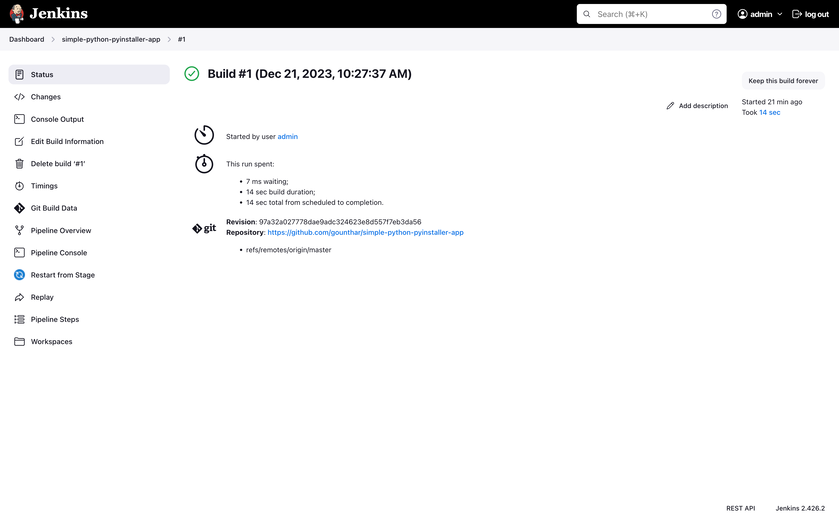 Jenkins
Search (⌘+K)
admin
log out
Dashboard
simple-python-pyinstaller-app
#1
Status
Changes
Console Output
Edit Build Information
Delete build '#1'
Timings
Git Build Data
Pipeline Overview
Pipeline Console
Restart from Stage
Replay
Pipeline Steps
Workspaces
Build #1 (Dec 21, 2023, 10:27:37 AM)
Keep this build forever
Add description
Started 21 min ago
Took 14 sec
Started by user admin
This run spent:
• 7 ms waiting;
• 14 sec build duration;
• 14 sec total from scheduled to completion.
git
Revision: 97a32a027778dae9adc324623e8d557f7eb3da56
Repository: https://github.com/gounthar/simple-python-pyinstaller-app
• refs/remotes/origin/master
REST API
Jenkins 2.426.2